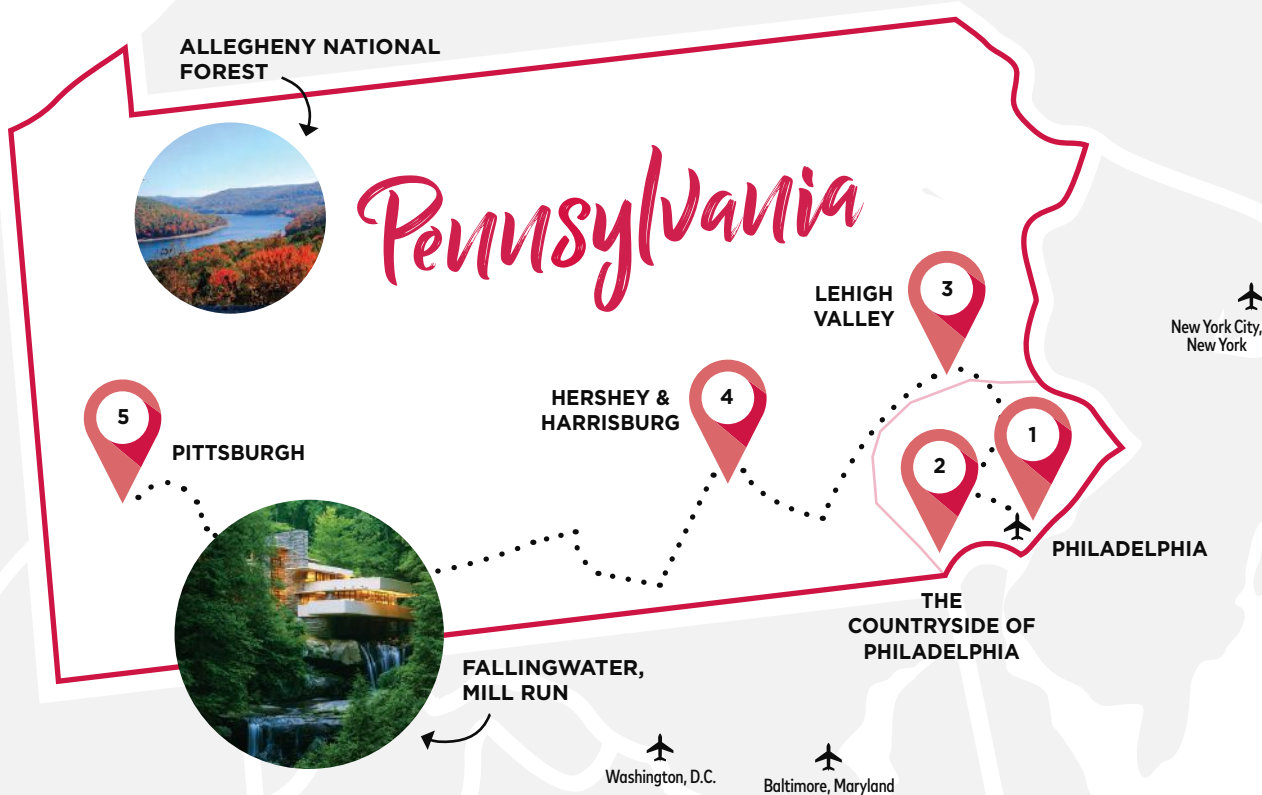 ALLEGHENY NATIONAL
FOREST
Pennsylvania
3
LEHIGH
VALLEY
New York City,
New York
4
HERSHEY &
HARRISBURG
5
PITTSBURGH
1
2
PHILADELPHIA
THE
COUNTRYSIDE OF
PHILADELPHIA
FALLINGWATER,
MILL RUN
Washington, D.C.
Baltimore, Maryland